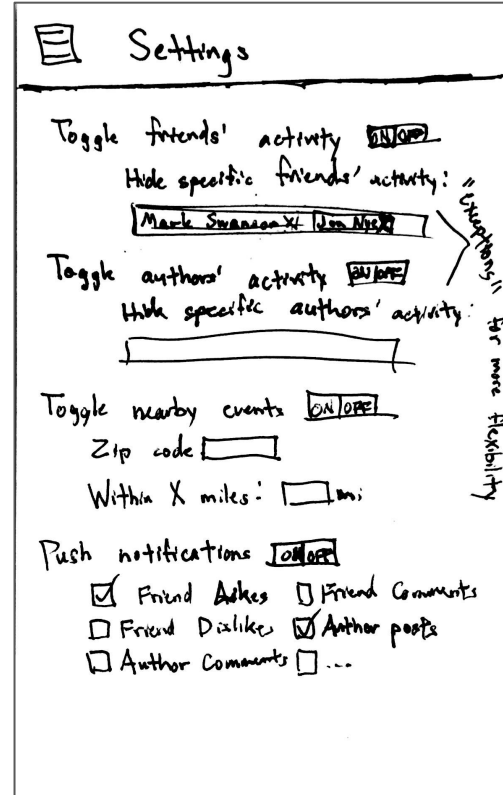 Settings
Toggle friends' activity ON OFF
Hide specific friends' activity:
Mark Swanson X Jon Nye X
Toggle authors' activity ON OFF
Hide specific authors' activity:
"exceptions" for more flexibility
Toggle nearby events ON OFF
Zip code
Within X miles: mi
Push notifications ON OFF
Friend Likes Friend Comments
Friend Dislikes Author posts
Author Comments ...